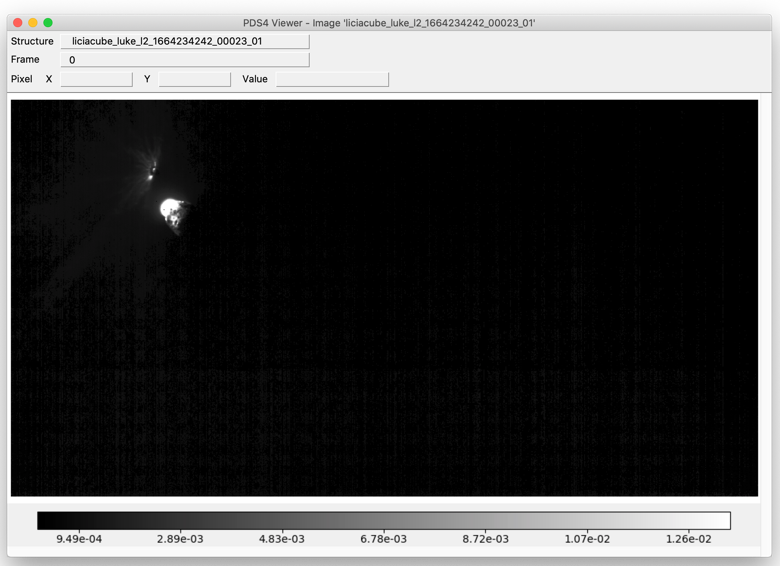 PDS4 Viewer - Image 'liciacube_luke_l2_1664234242_00023_01'
Structure liciacube_luke_l2_1664234242_00023_01
Frame 0
Pixel X Y Value
9.49e-04 2.89e-03 4.83e-03 6.78e-03 8.72e-03 1.07e-02 1.26e-02